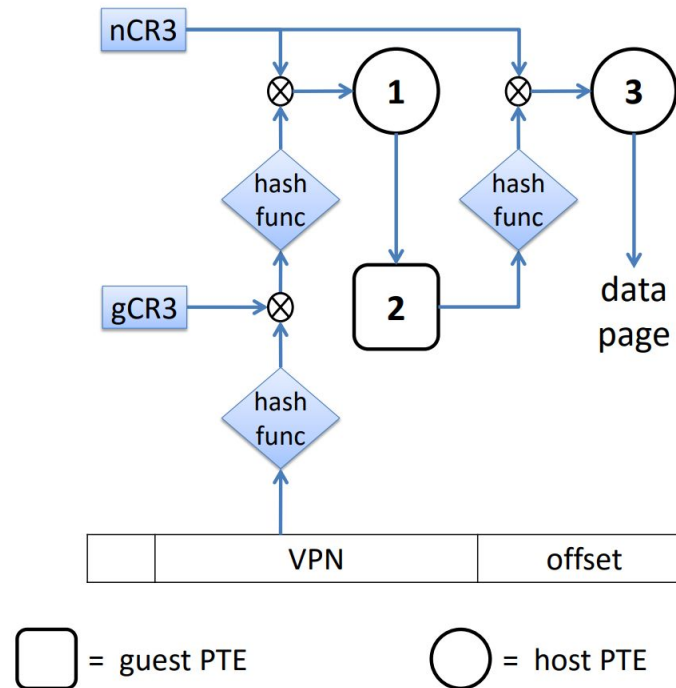 nCR3
1
3
hash
func
hash
func
gCR3
2
data
page
hash
func
VPN
offset
= guest PTE
= host PTE